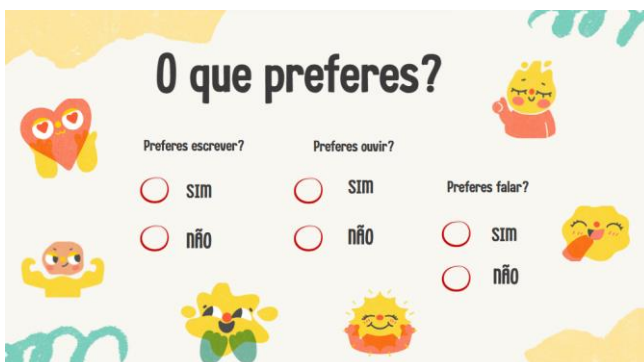 O que preferes?
Preferes escrever?
SIM
NÃO
Preferes ouvir?
SIM
NÃO
Preferes falar?
SIM
NÃO